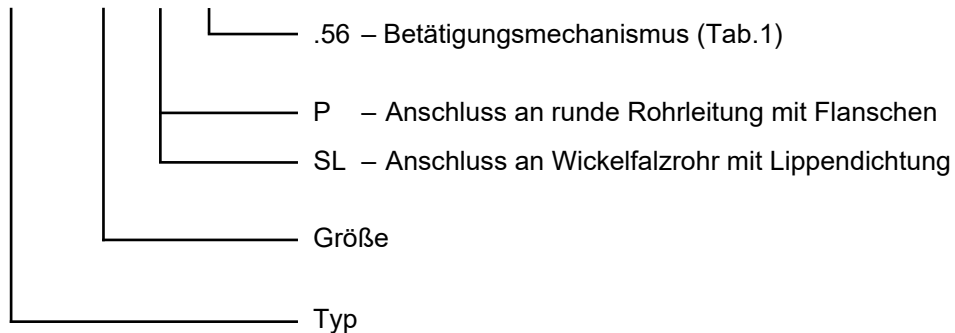 .56 – Betätigungsmechanismus (Tab.1)
P – Anschluss an runde Rohrleitung mit Flanschen
SL – Anschluss an Wickelfalzrohr mit Lippendichtung
Größe
Typ